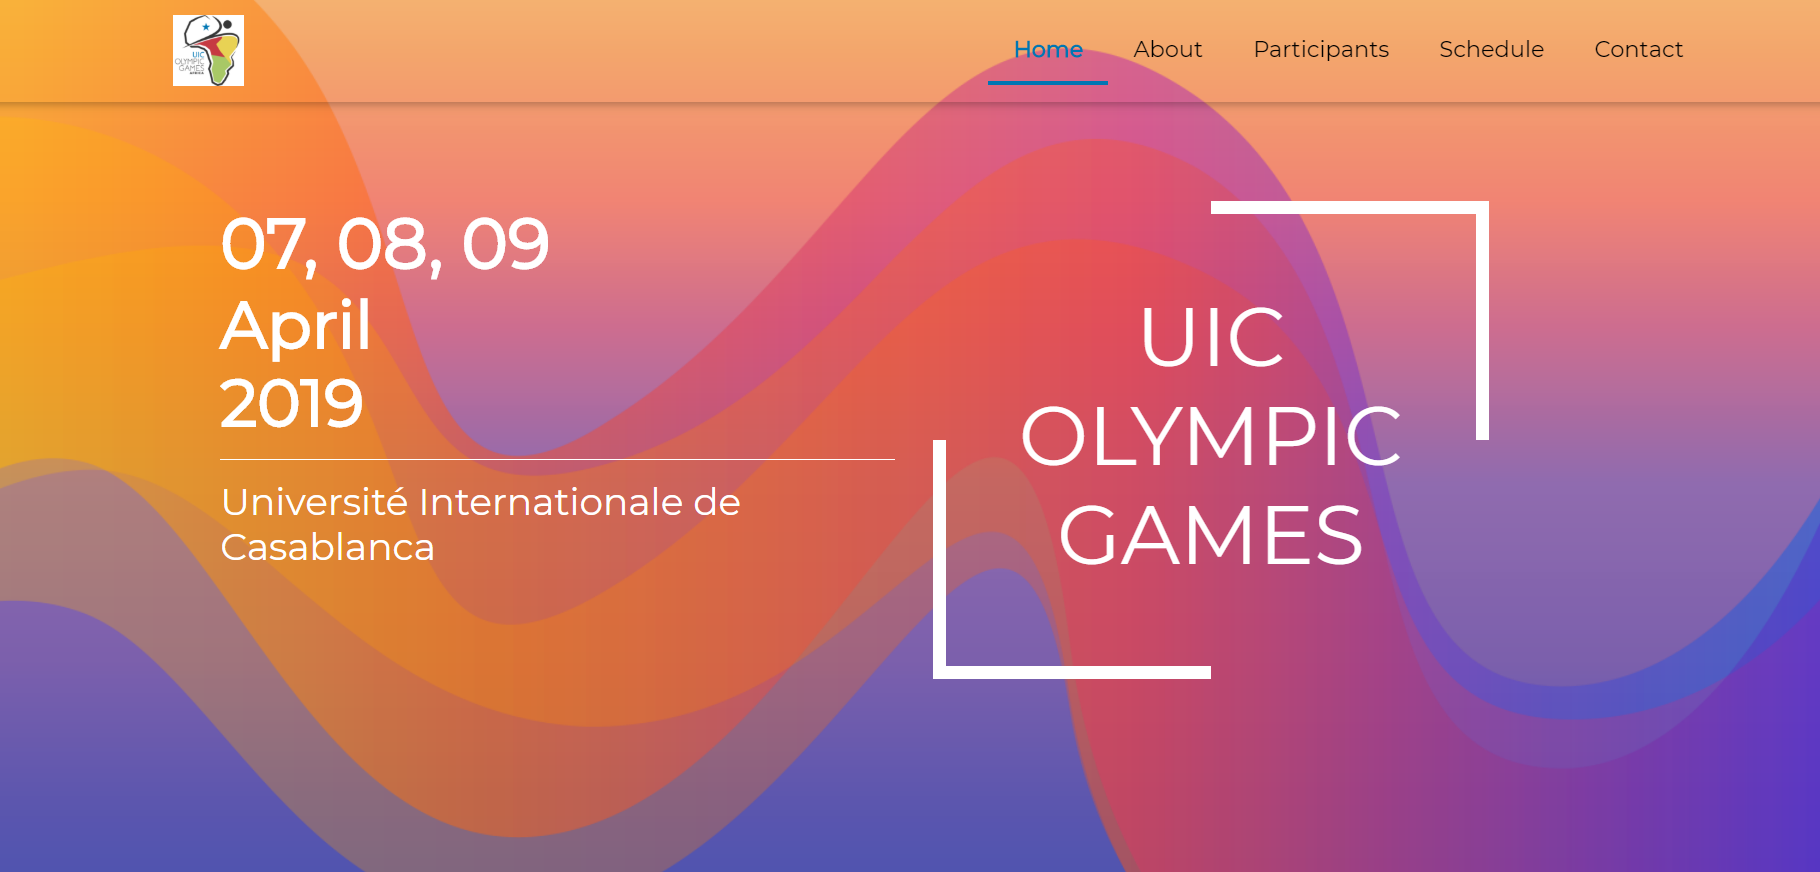 UIC
OLYMPIC
GAMES
AFRICA
Home
About
Participants
Schedule
Contact
07, 08, 09
April
2019
Université Internationale de
Casablanca
UIC
OLYMPIC
GAMES